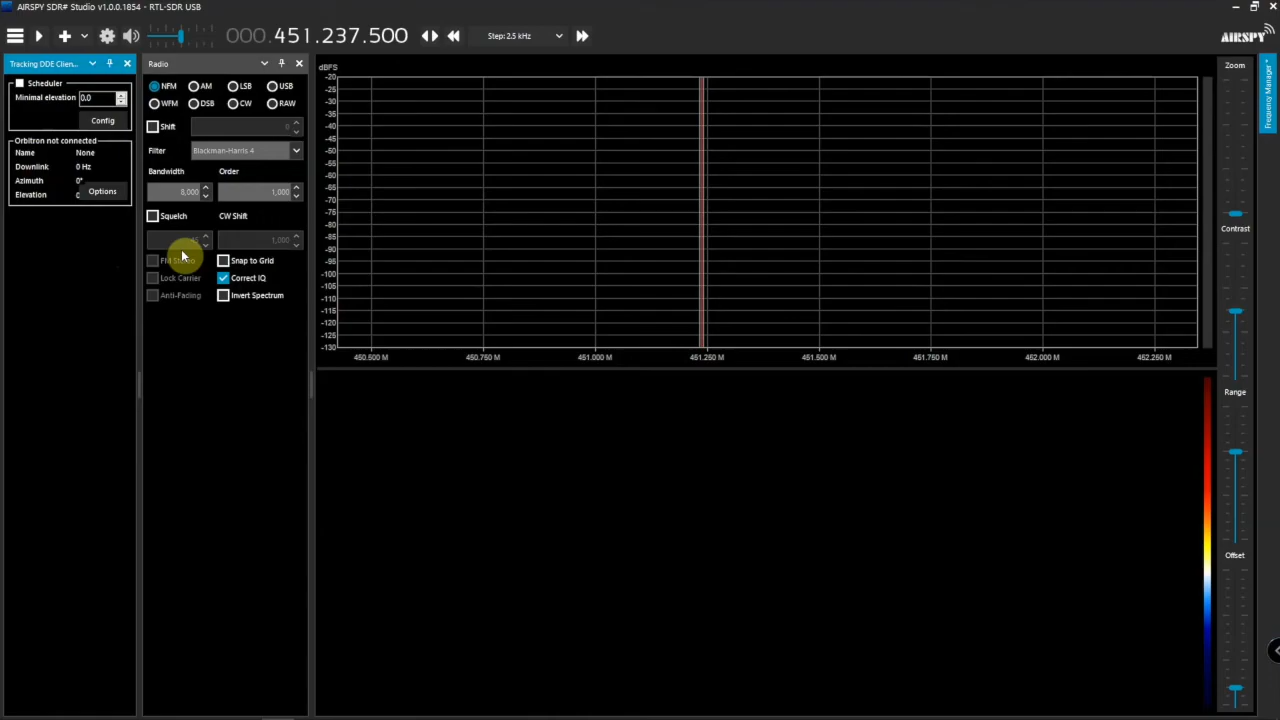 AIRSPY SDR# Studio v1.0.0.1854 - RTL-SDR USB
000.451.237.500
Step: 2.5 kHz
AIRSPY
Tracking DDE Clien...
Scheduler
Minimal elevation 0.0
Config
Orbitron not connected
Name None
Downlink 0 Hz
Azimuth 0°
Elevation 0
Options
Radio
NFM AM LSB USB
WFM DSB CW RAW
Shift 0
Filter Blackman-Harris 4
Bandwidth Order
8,000 1,000
Squelch CW Shift
1,000
Snap to Grid
Lock Carrier Correct IQ
Anti-Fading Invert Spectrum
dBFS
-20
-25
-30
-35
-40
-45
-50
-55
-60
-65
-70
-75
-80
-85
-90
-95
-100
-105
-110
-115
-120
-125
-130
450.500 M 450.750 M 451.000 M 451.250 M 451.500 M 451.750 M 452.000 M 452.250 M
Zoom
Contrast
Range
Offset
Frequency Manager *